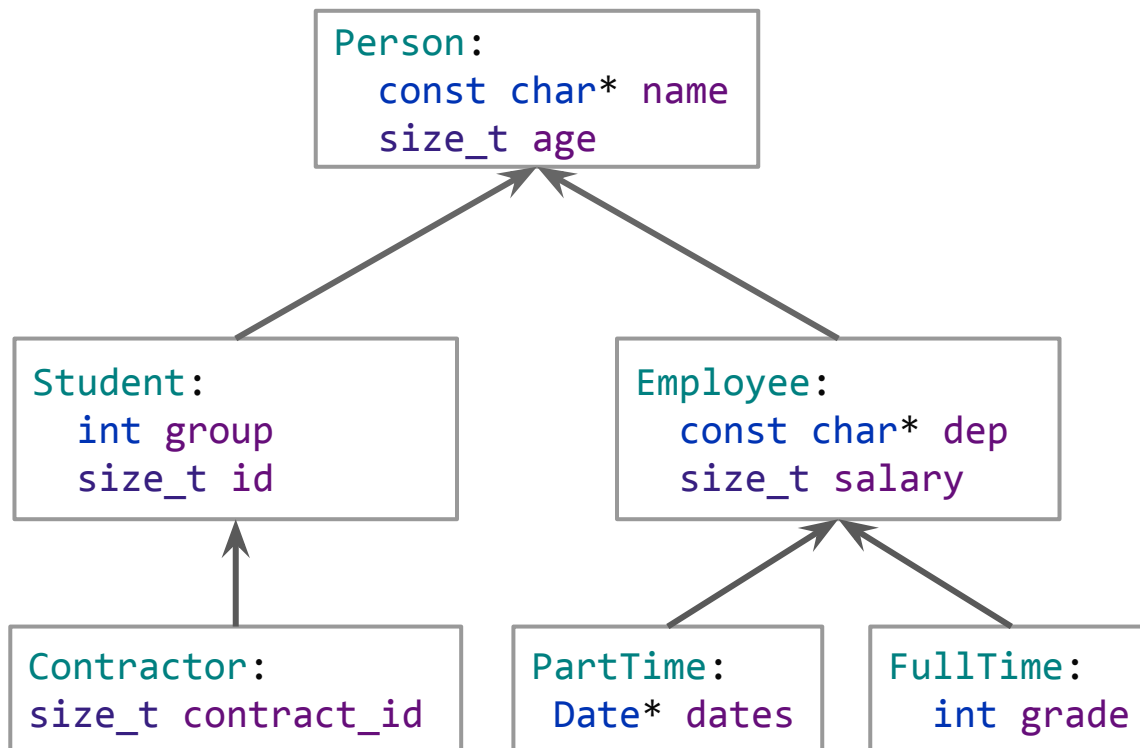 Person:
const char* name
size_t age
Student:
int group
size_t id
Employee:
const char* dep
size_t salary
Contractor:
size_t contract_id
PartTime:
Date* dates
FullTime:
int grade